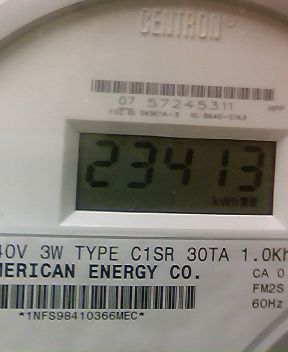 CENTRON
07 57245311
FCC ID: SK9C1A-3 IC: 864G-C1A3
23413
kWh
40V 3W TYPE C1SR 30TA 1.0Kh
MERICAN ENERGY CO.
CA 0
FM2S
60Hz
*1NFS98410366MEC*